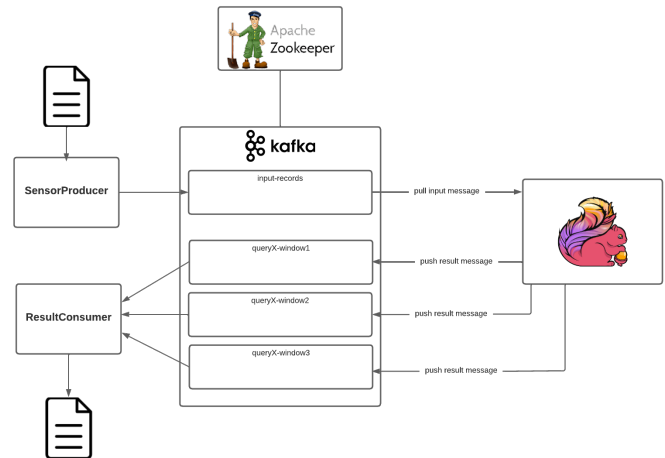 Apache
Zookeeper
kafka
input-records
SensorProducer
pull input message
queryX-window1
push result message
queryX-window2
push result message
ResultConsumer
queryX-window3
push result message